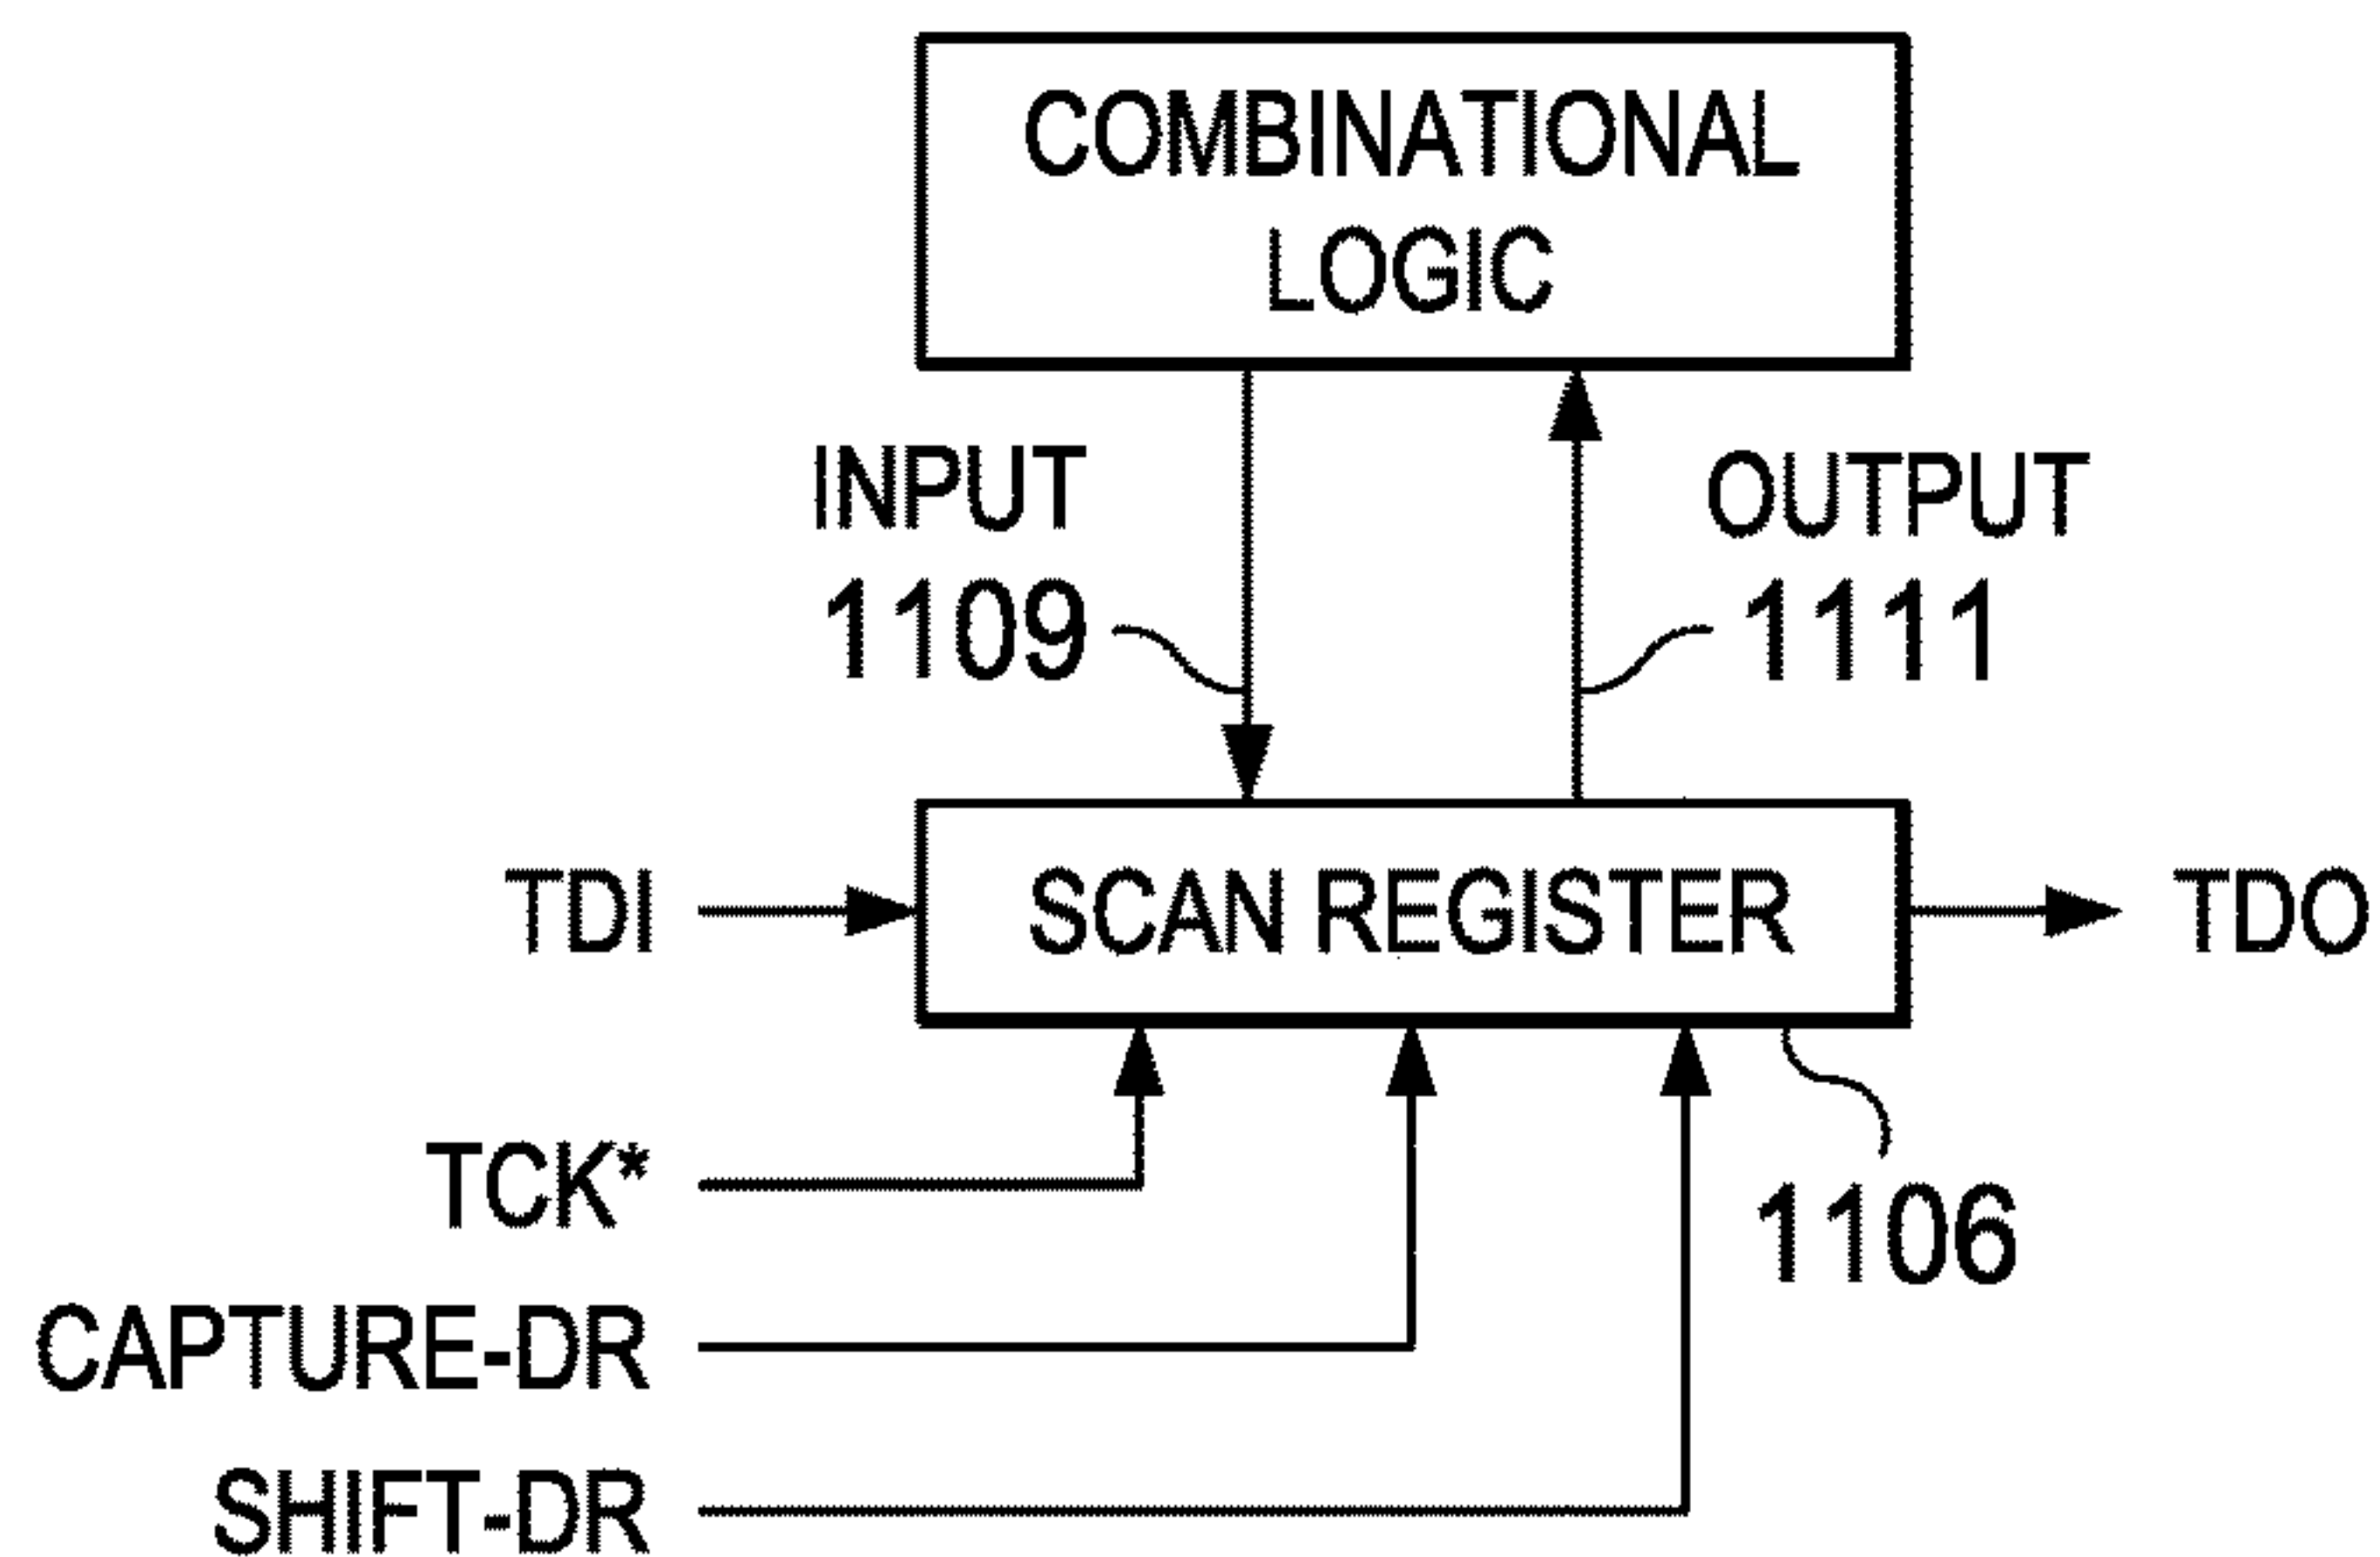 COMBINATIONAL
LOGIC
INPUT
1109
OUTPUT
1111
TDI
SCAN REGISTER
TDO
TCK*
1106
CAPTURE-DR
SHIFT-DR